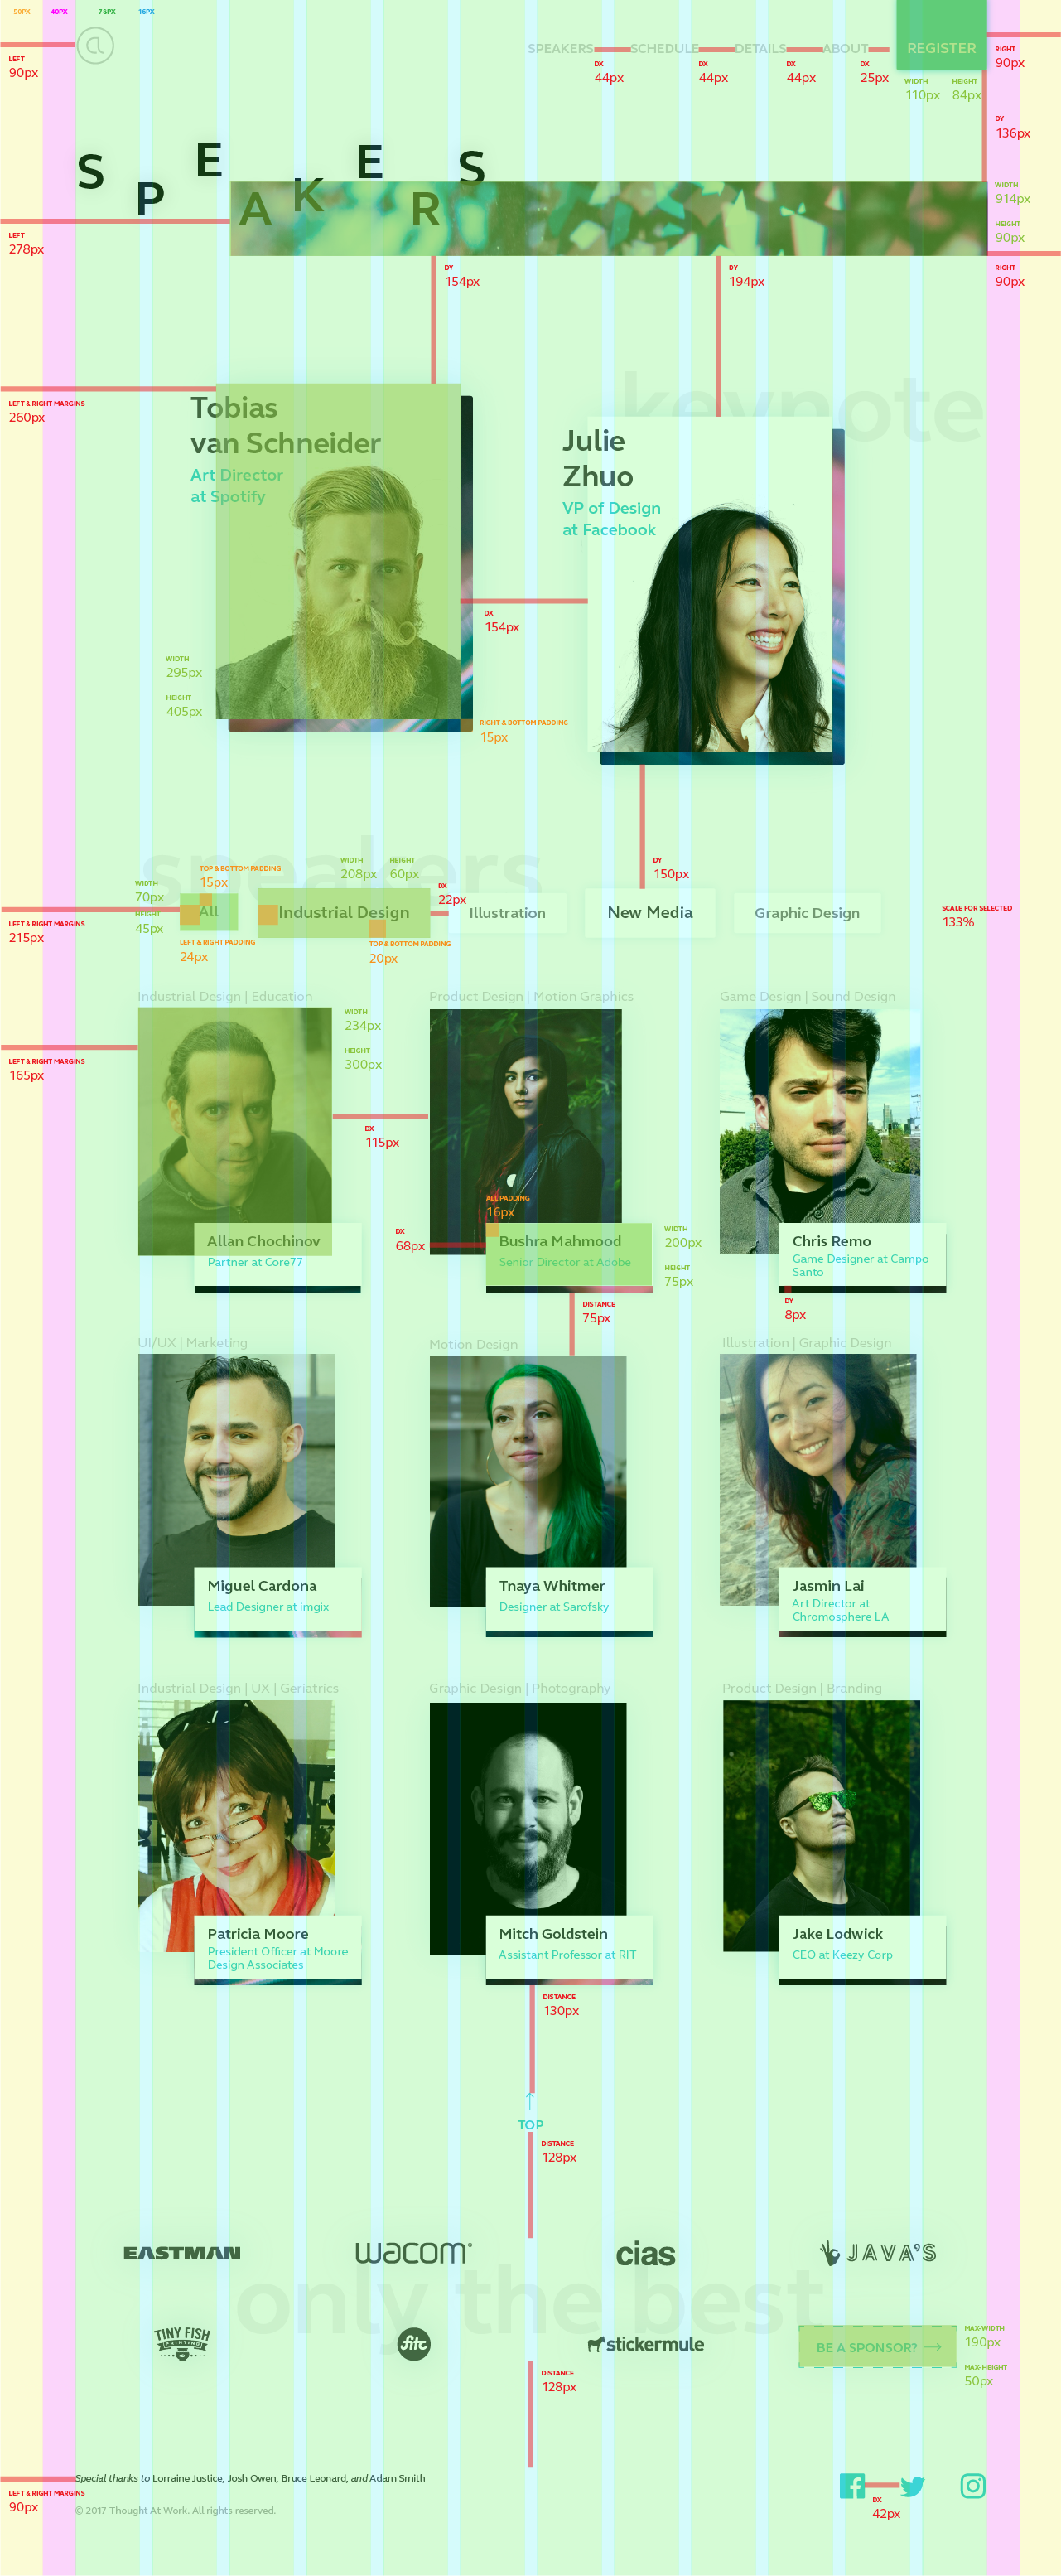 50PX 40PX 78PX 16PX
a
SPEAKERS SCHEDULE DETAILS ABOUT REGISTER
LEFT
90px
DX
44px
DX
44px
DX
44px
DX
25px
RIGHT
90px
WIDTH
110px
HEIGHT
84px
DY
136px
SPEAKERS
WIDTH
914px
HEIGHT
90px
LEFT
278px
DY
154px
DY
194px
RIGHT
90px
LEFT & RIGHT MARGINS
260px
keynote
Tobias
van Schneider
Art Director
at Spotify
Julie
Zhuo
VP of Design
at Facebook
DX
154px
WIDTH
295px
HEIGHT
405px
RIGHT & BOTTOM PADDING
15px
speakers
DY
150px
WIDTH
70px
HEIGHT
45px
TOP & BOTTOM PADDING
15px
WIDTH
208px
HEIGHT
60px
DX
22px
All
Industrial Design
Illustration
New Media
Graphic Design
SCALE FOR SELECTED
133%
LEFT & RIGHT MARGINS
215px
LEFT & RIGHT PADDING
24px
TOP & BOTTOM PADDING
20px
Industrial Design | Education
Product Design | Motion Graphics
Game Design | Sound Design
WIDTH
234px
HEIGHT
300px
LEFT & RIGHT MARGINS
165px
DX
115px
ALL PADDING
16px
DX
68px
Allan Chochinov
Partner at Core77
Bushra Mahmood
Senior Director at Adobe
WIDTH
200px
HEIGHT
75px
Chris Remo
Game Designer at Campo
Santo
DISTANCE
75px
DY
8px
UI/UX | Marketing
Motion Design
Illustration | Graphic Design
Miguel Cardona
Lead Designer at imgix
Tnaya Whitmer
Designer at Sarofsky
Jasmin Lai
Art Director at
Chromosphere LA
Industrial Design | UX | Geriatrics
Graphic Design | Photography
Product Design | Branding
Patricia Moore
President Officer at Moore
Design Associates
Mitch Goldstein
Assistant Professor at RIT
Jake Lodwick
CEO at Keezy Corp
DISTANCE
130px
TOP
DISTANCE
128px
EASTMAN
wacom
cias
JAVA'S
only the best
TINY FISH
PRINTING
fitc
stickermule
BE A SPONSOR?
MAX-WIDTH
190px
MAX-HEIGHT
50px
DISTANCE
128px
Special thanks to Lorraine Justice, Josh Owen, Bruce Leonard, and Adam Smith
LEFT & RIGHT MARGINS
90px
© 2017 Thought At Work. All rights reserved.
DX
42px